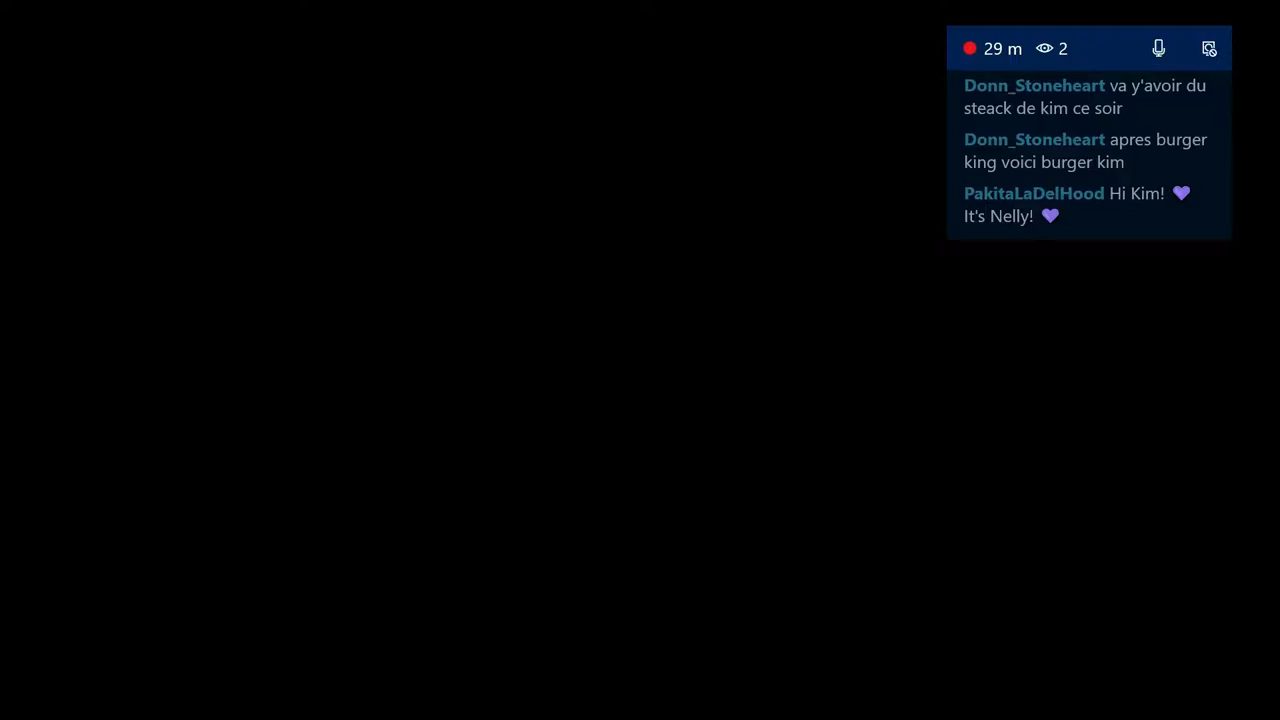 29 m 2
Donn_Stoneheart va y'avoir du
steack de kim ce soir
Donn_Stoneheart apres burger
king voici burger kim
PakitaLaDelHood Hi Kim! 💜
It's Nelly! 💜